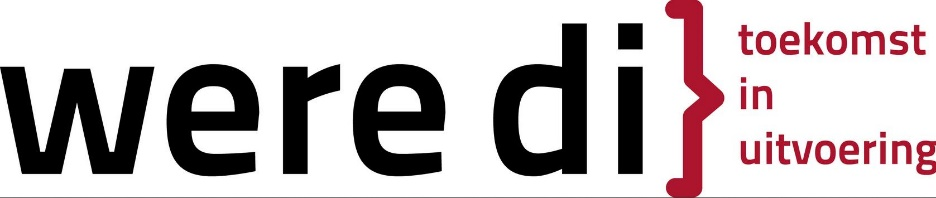 were di
toekomst
in
uitvoering